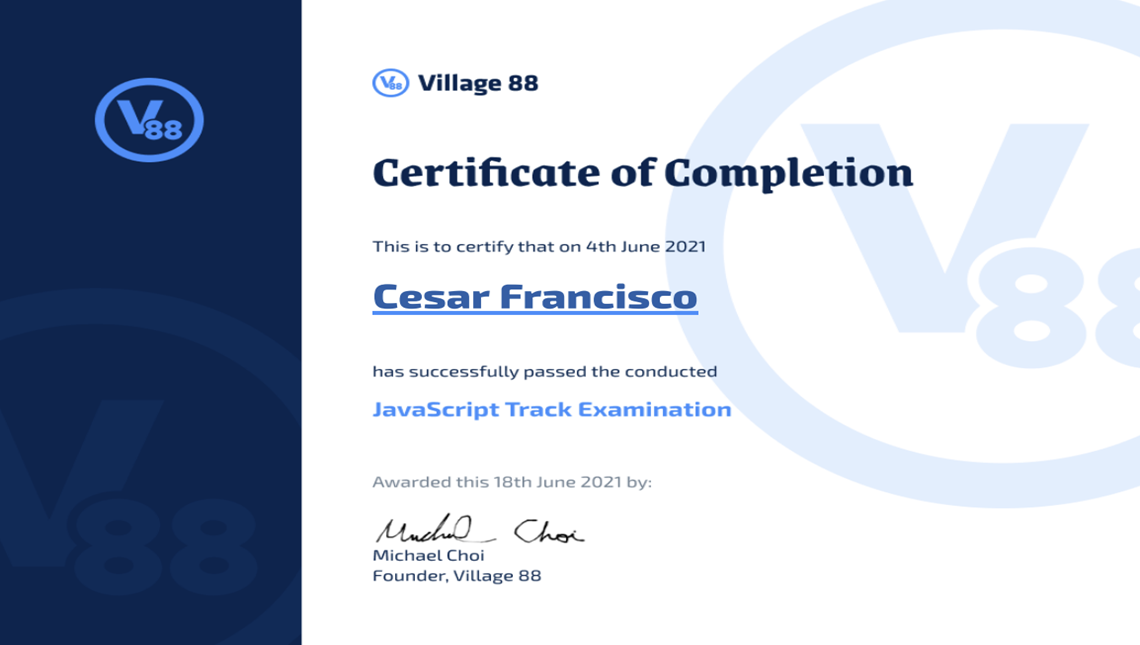 V88
V88 Village 88
Certificate of Completion
This is to certify that on 4th June 2021
Cesar Francisco
has successfully passed the conducted
JavaScript Track Examination
Awarded this 18th June 2021 by:
Michael Choi
Michael Choi
Founder, Village 88
V88
V88